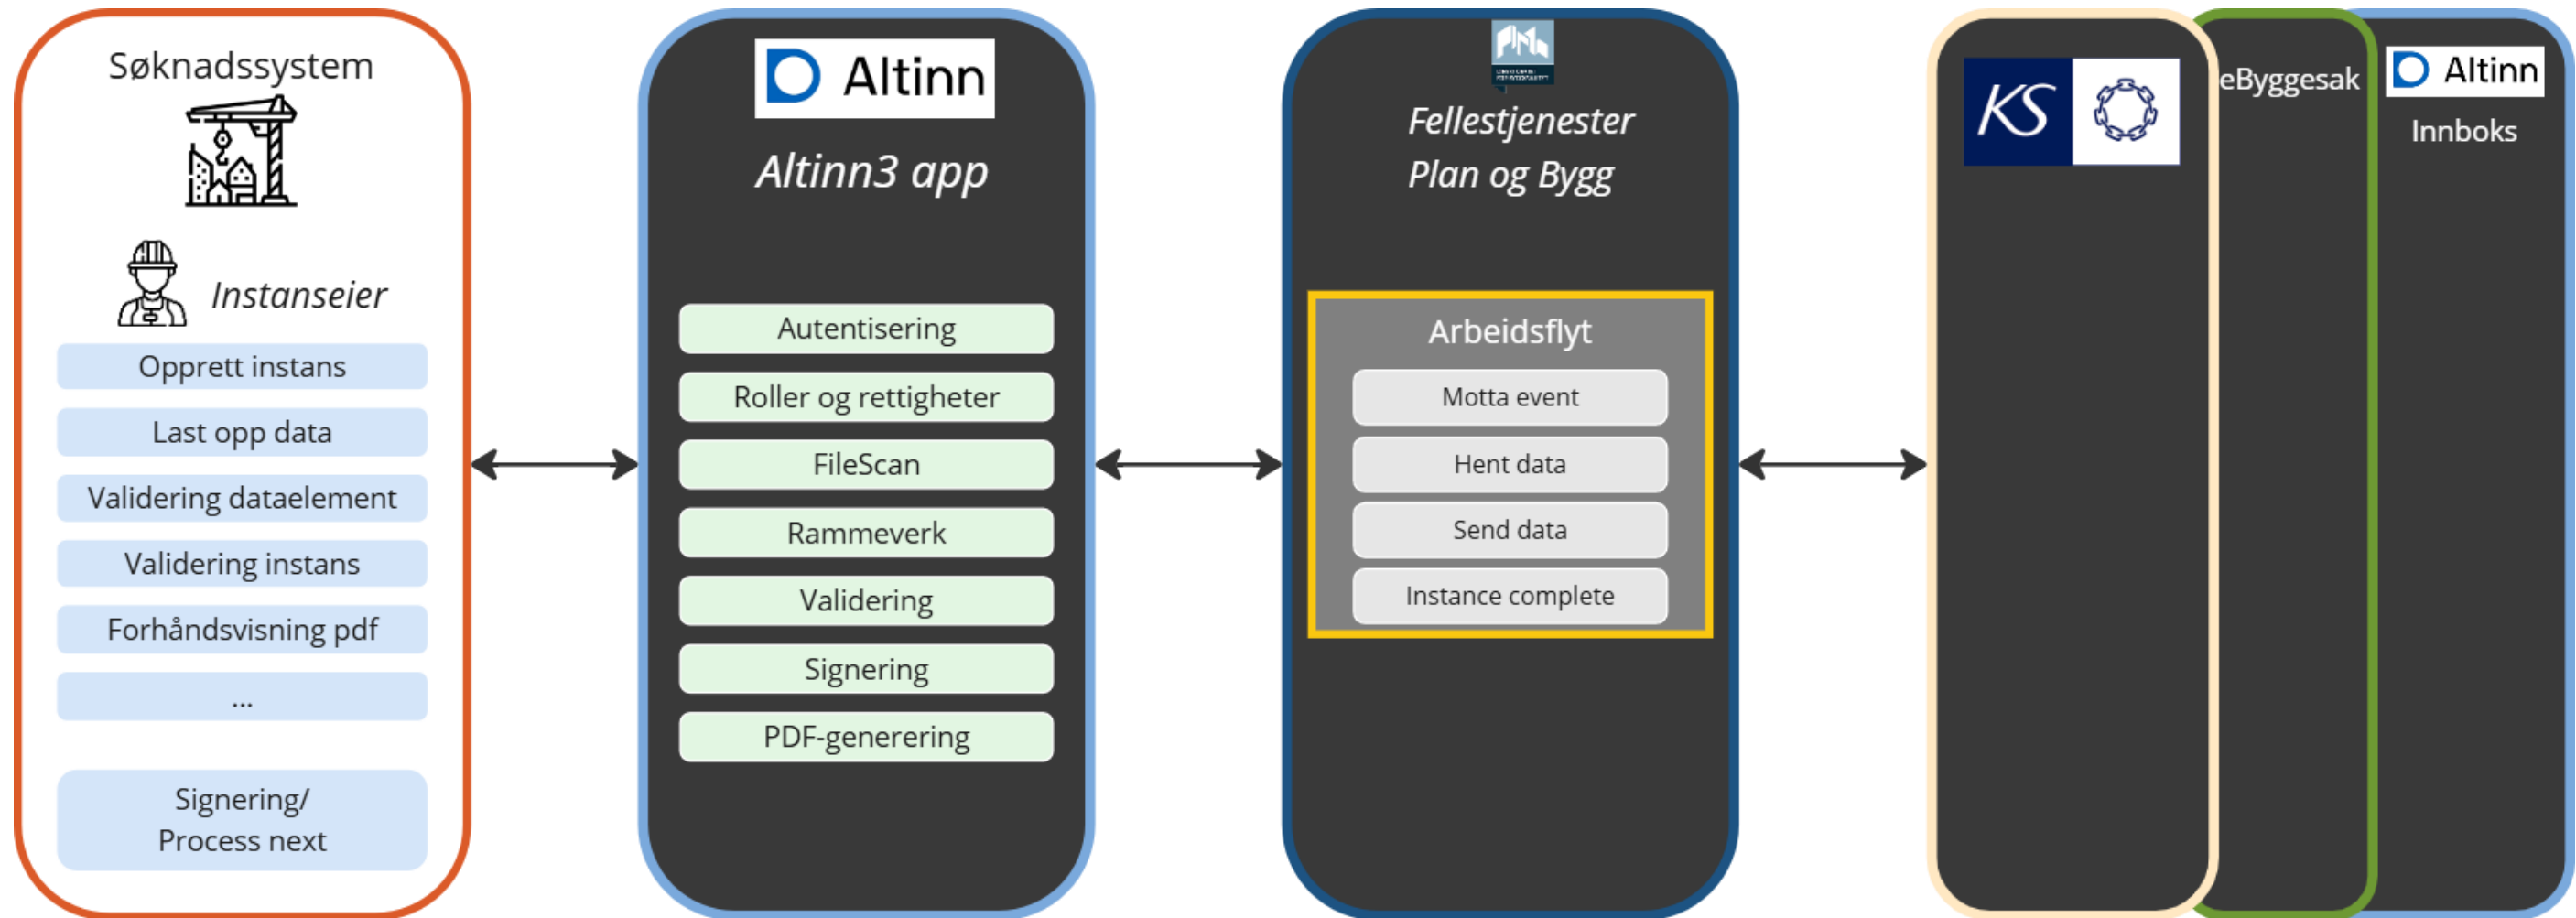 Søknadssystem
Instanseier
Opprett instans
Last opp data
Validering dataelement
Validering instans
Forhåndsvisning pdf
...
Signering/
Process next
Altinn
Altinn3 app
Autentisering
Roller og rettigheter
FileScan
Rammeverk
Validering
Signering
PDF-generering
Fellestjenester
Plan og Bygg
Arbeidsflyt
Motta event
Hent data
Send data
Instance complete
KS
eByggesak
Altinn
Innboks